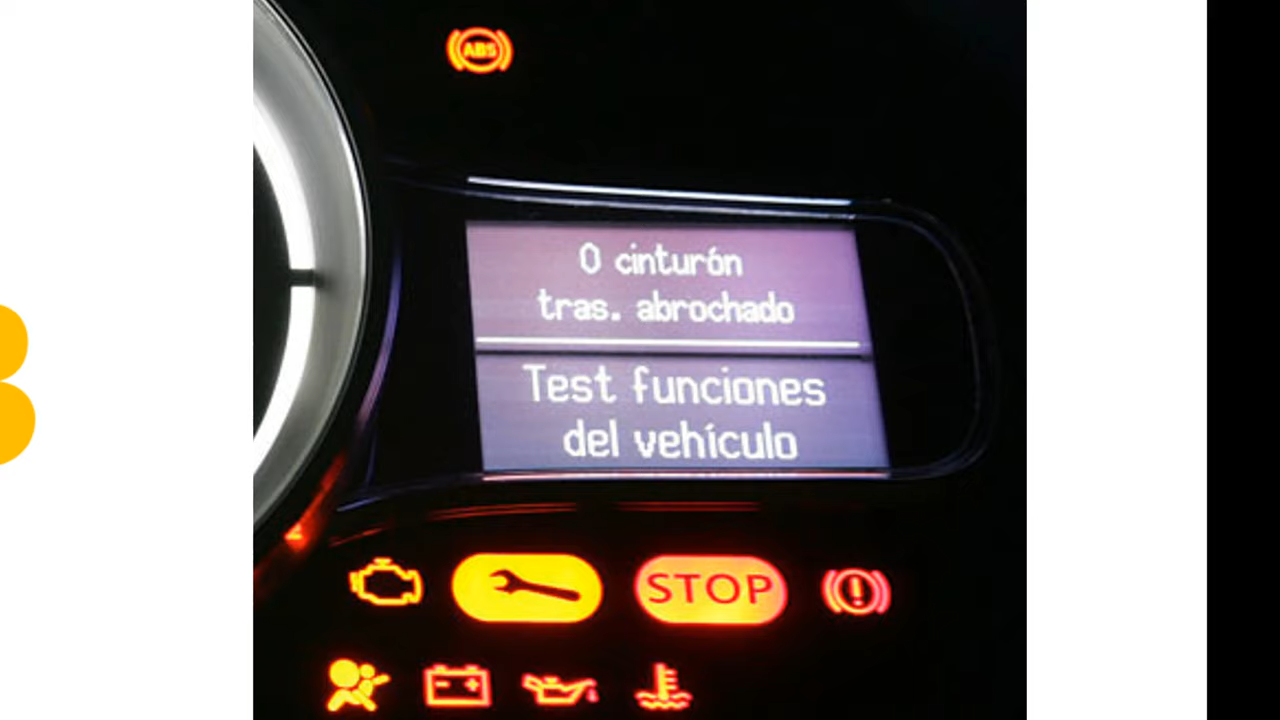 ABS
0 cinturón
tras. abrochado
Test funciones
del vehículo
STOP